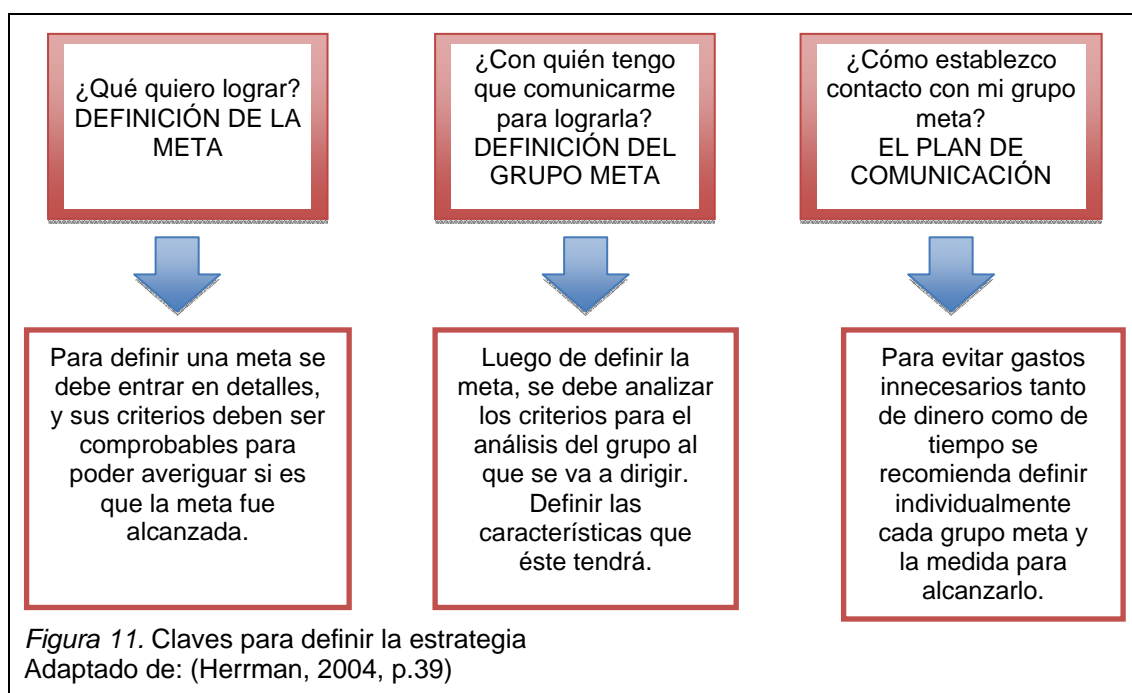 ¿Qué quiero lograr?
DEFINICIÓN DE LA
META
¿Con quién tengo
que comunicarme
para lograrla?
DEFINICIÓN DEL
GRUPO META
¿Cómo establezco
contacto con mi grupo
meta?
EL PLAN DE
COMUNICACIÓN
Para definir una meta se
debe entrar en detalles,
y sus criterios deben ser
comprobables para
poder averiguar si es
que la meta fue
alcanzada.
Luego de definir la
meta, se debe analizar
los criterios para el
análisis del grupo al
que se va a dirigir.
Definir las
características que
éste tendrá.
Para evitar gastos
innecesarios tanto
de dinero como de
tiempo se
recomienda definir
individualmente
cada grupo meta y
la medida para
alcanzarlo.
Figura 11. Claves para definir la estrategia
Adaptado de: (Herrman, 2004, p.39)